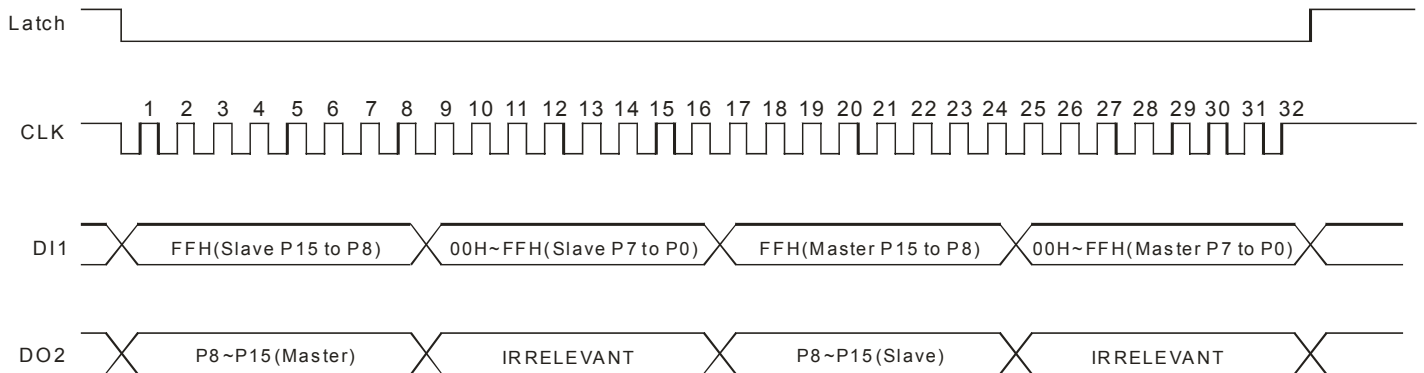 Latch
1 2 3 4 5 6 7 8 9 10 11 12 13 14 15 16 17 18 19 20 21 22 23 24 25 26 27 28 29 30 31 32
CLK
DI1 FFH(Slave P15 to P8) 00H~FFH(Slave P7 to P0) FFH(Master P15 to P8) 00H~FFH(Master P7 to P0)
DO2 P8~P15(Master) IRRELEVANT P8~P15(Slave) IRRELEVANT